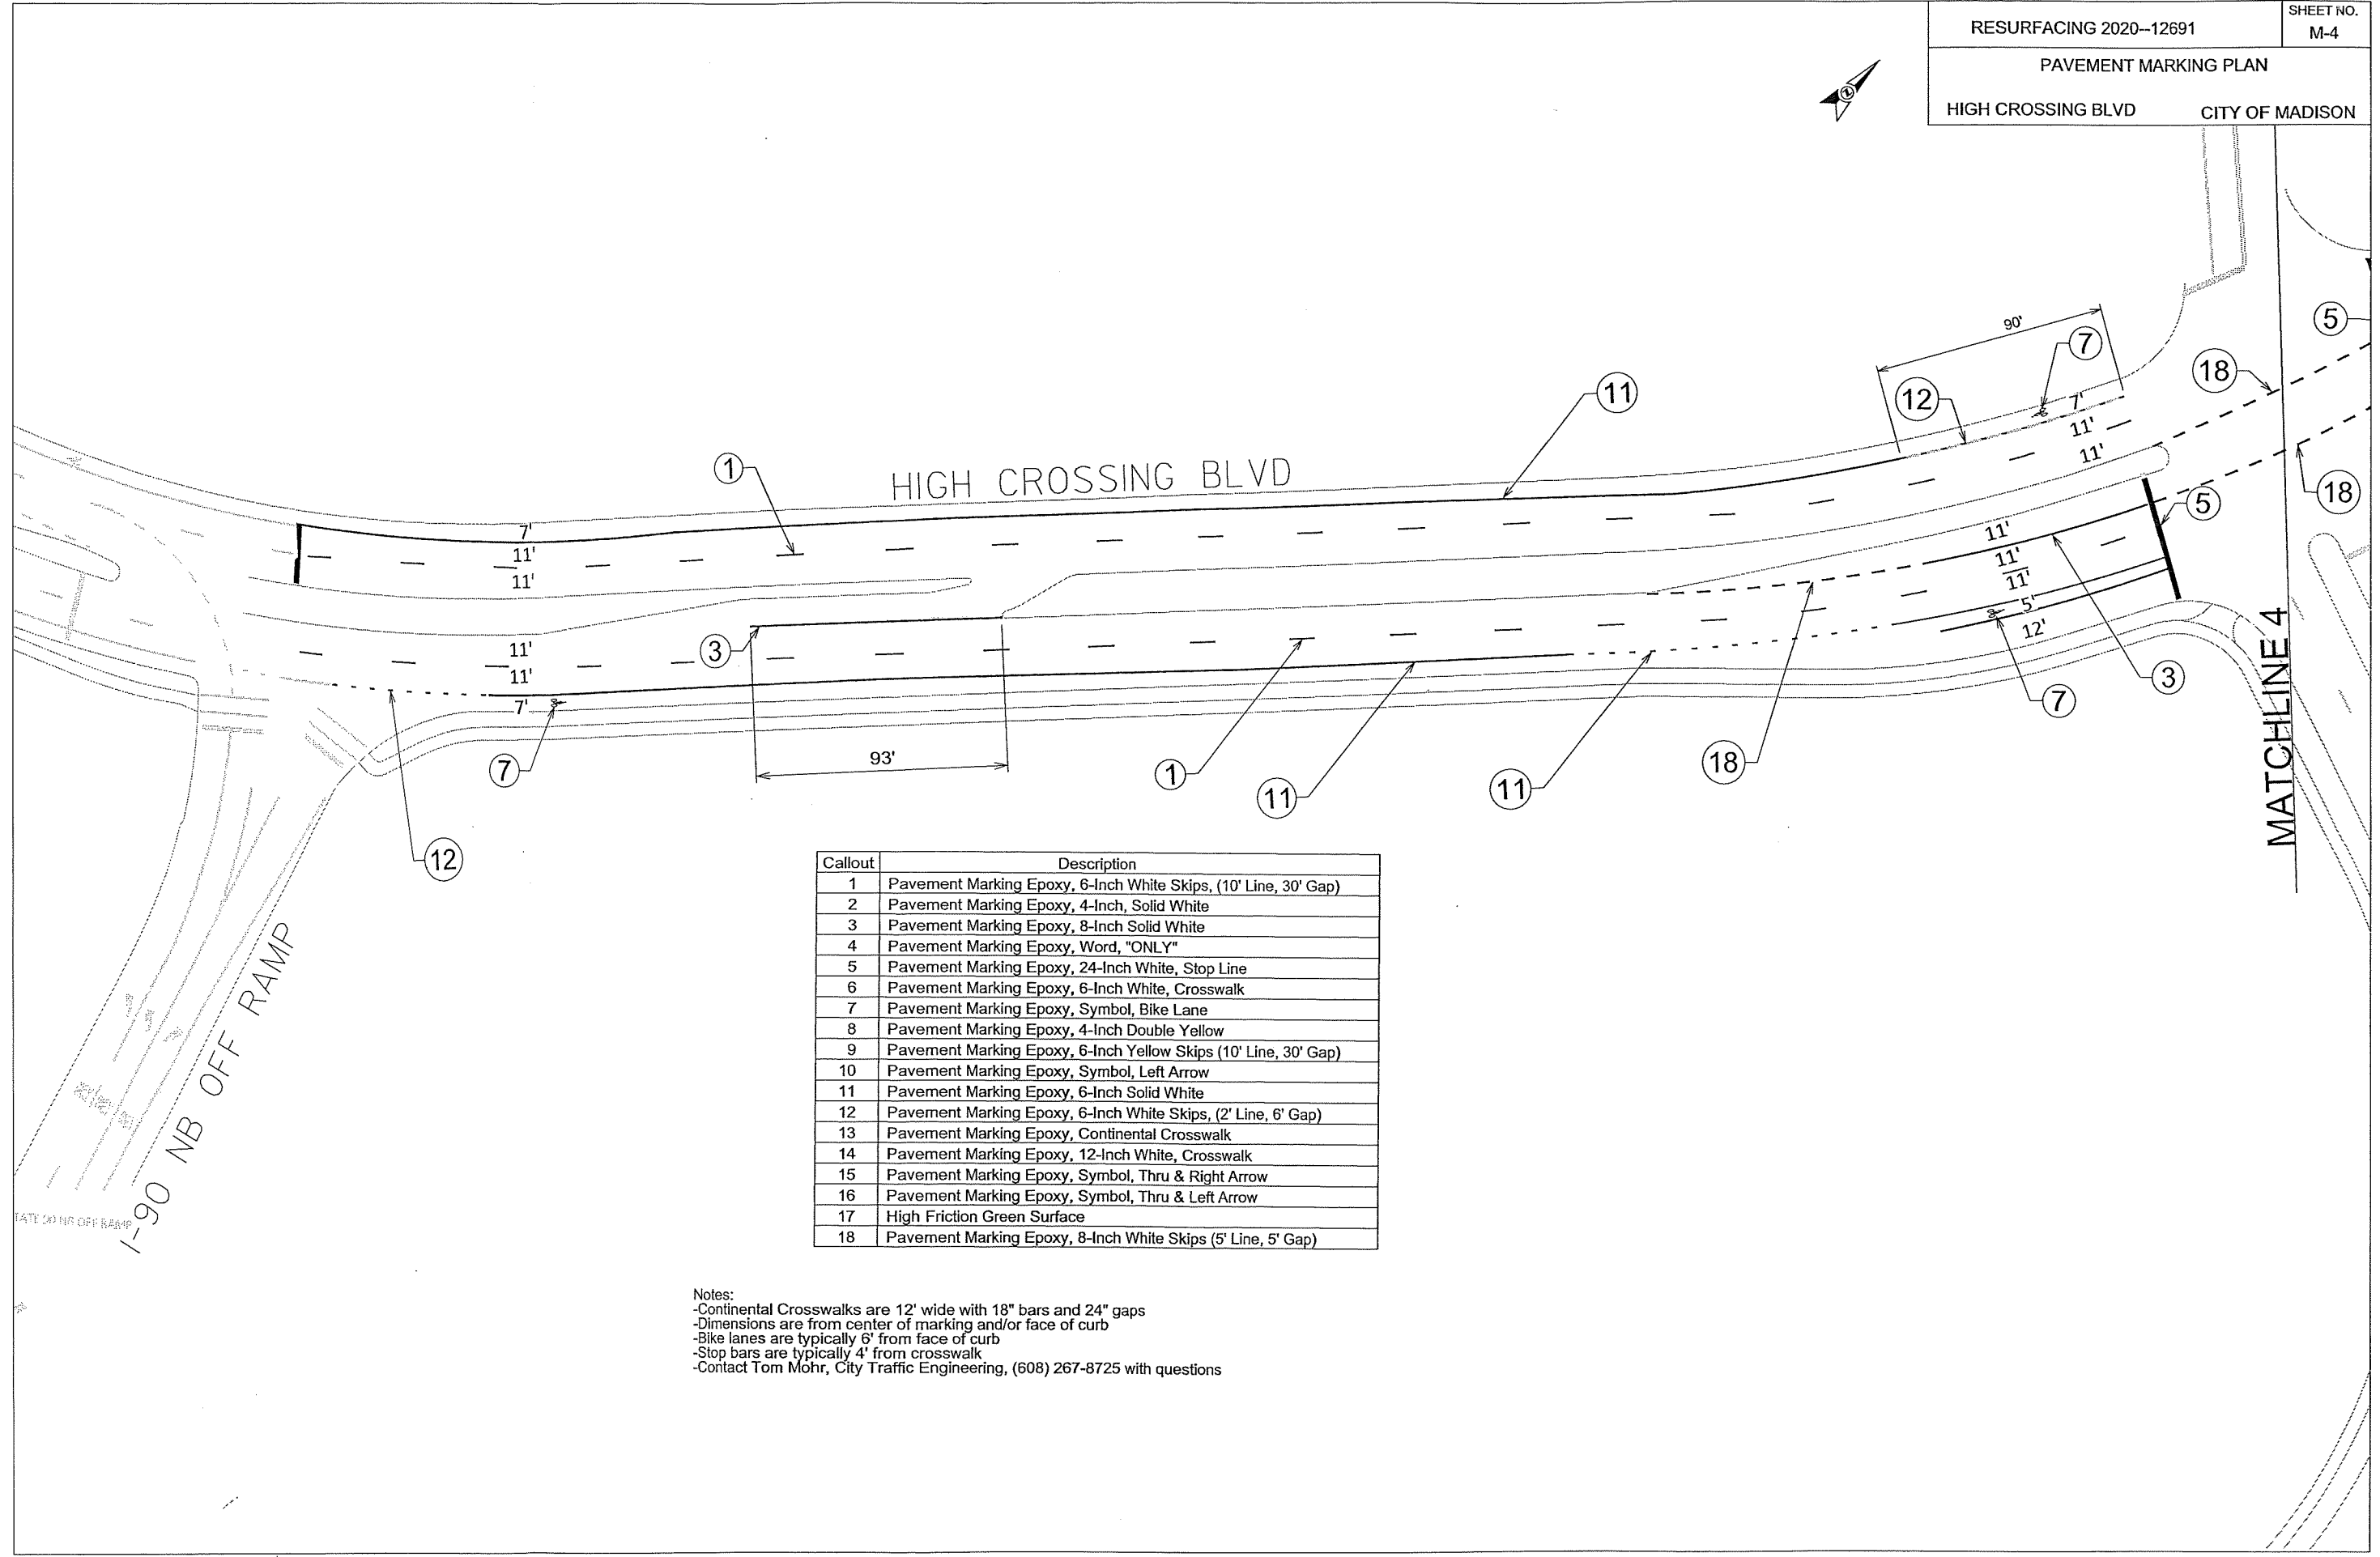 RESURFACING 2020--12691
SHEET NO.
M-4
PAVEMENT MARKING PLAN
HIGH CROSSING BLVD CITY OF MADISON
5
90'
7
18
12
11
7'
11'
11'
1
HIGH CROSSING BLVD
18
5
7'
11'
11'
11'
11'
11'
5'
12'
3
11'
11'
7'
3
7
MATCHLINE 4
93'
7
1
11
11
18
12
I-90 NB OFF RAMP
Callout Description
1 Pavement Marking Epoxy, 6-Inch White Skips, (10' Line, 30' Gap)
2 Pavement Marking Epoxy, 4-Inch, Solid White
3 Pavement Marking Epoxy, 8-Inch Solid White
4 Pavement Marking Epoxy, Word, "ONLY"
5 Pavement Marking Epoxy, 24-Inch White, Stop Line
6 Pavement Marking Epoxy, 6-Inch White, Crosswalk
7 Pavement Marking Epoxy, Symbol, Bike Lane
8 Pavement Marking Epoxy, 4-Inch Double Yellow
9 Pavement Marking Epoxy, 6-Inch Yellow Skips (10' Line, 30' Gap)
10 Pavement Marking Epoxy, Symbol, Left Arrow
11 Pavement Marking Epoxy, 6-Inch Solid White
12 Pavement Marking Epoxy, 6-Inch White Skips, (2' Line, 6' Gap)
13 Pavement Marking Epoxy, Continental Crosswalk
14 Pavement Marking Epoxy, 12-Inch White, Crosswalk
15 Pavement Marking Epoxy, Symbol, Thru & Right Arrow
16 Pavement Marking Epoxy, Symbol, Thru & Left Arrow
17 High Friction Green Surface
18 Pavement Marking Epoxy, 8-Inch White Skips (5' Line, 5' Gap)
Notes:
-Continental Crosswalks are 12' wide with 18" bars and 24" gaps
-Dimensions are from center of marking and/or face of curb
-Bike lanes are typically 6' from face of curb
-Stop bars are typically 4' from crosswalk
-Contact Tom Mohr, City Traffic Engineering, (608) 267-8725 with questions